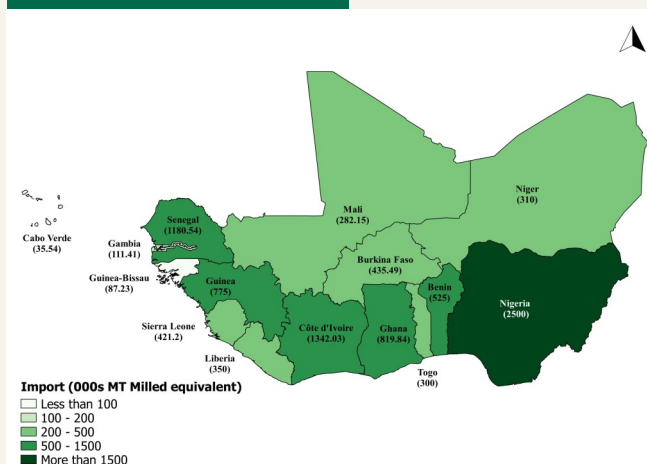 Mali
(282.15)
Niger
(310)
Senegal
(1180.54)
Cabo Verde
(35.54)
Gambia
(111.41)
Burkina Faso
(435.49)
Guinea-Bissau
(87.23)
Guinea
(775)
Benin
(525)
Nigeria
(2500)
Sierra Leone
(421.2)
Côte d'Ivoire
(1342.03)
Ghana
(819.84)
Liberia
(350)
Togo
(300)
Import (000s MT Milled equivalent)
Less than 100
100 - 200
200 - 500
500 - 1500
More than 1500